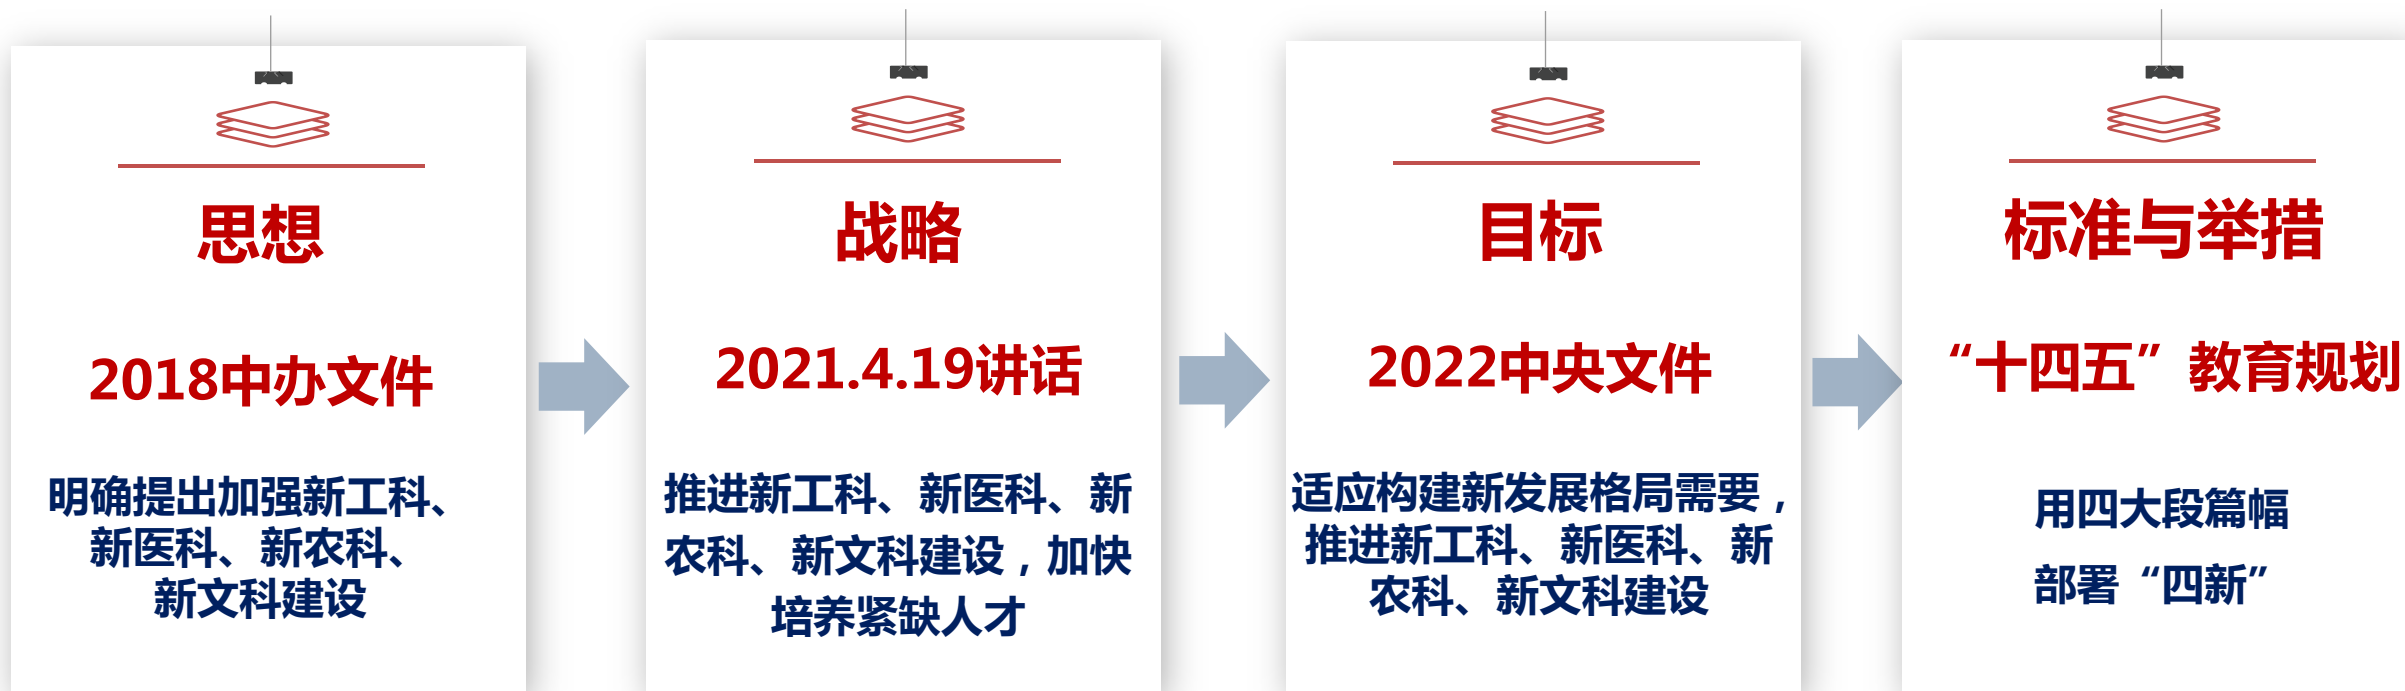 思想
2018中办文件
明确提出加强新工科、
新医科、新农科、
新文科建设
战略
2021.4.19讲话
推进新工科、新医科、新
农科、新文科建设，加快
培养紧缺人才
目标
2022中央文件
适应构建新发展格局需要，
推进新工科、新医科、新
农科、新文科建设
标准与举措
“十四五”教育规划
用四大段篇幅
部署“四新”